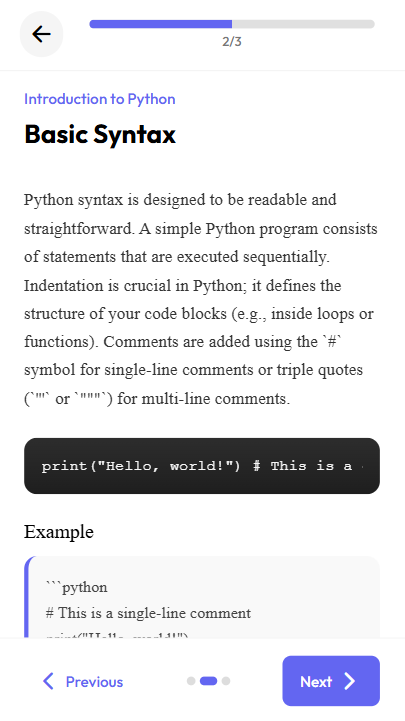 2/3
Introduction to Python
Basic Syntax
Python syntax is designed to be readable and
straightforward. A simple Python program consists
of statements that are executed sequentially.
Indentation is crucial in Python; it defines the
structure of your code blocks (e.g., inside loops or
functions). Comments are added using the `#`
symbol for single-line comments or triple quotes
(`'''` or `"""`) for multi-line comments.
print("Hello, world!") # This is a
Example
```python
# This is a single-line comment
print("Hello, world!")
Previous
Next